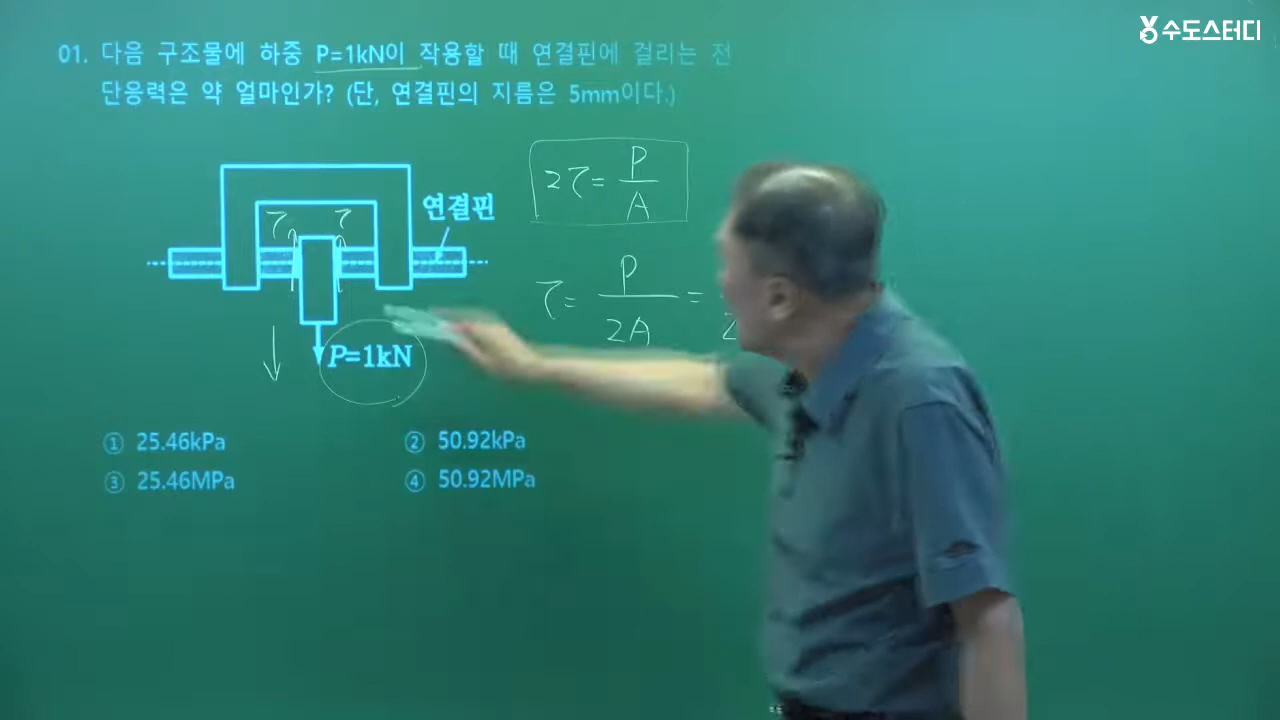 수도스터디
01. 다음 구조물에 하중 P=1kN이 작용할 때 연결핀에 걸리는 전
단응력은 약 얼마인가? (단, 연결핀의 지름은 5mm이다.)
2τ = P/A
τ τ
연결핀
τ = P/2A =
P=1kN
① 25.46kPa ② 50.92kPa
③ 25.46MPa ④ 50.92MPa